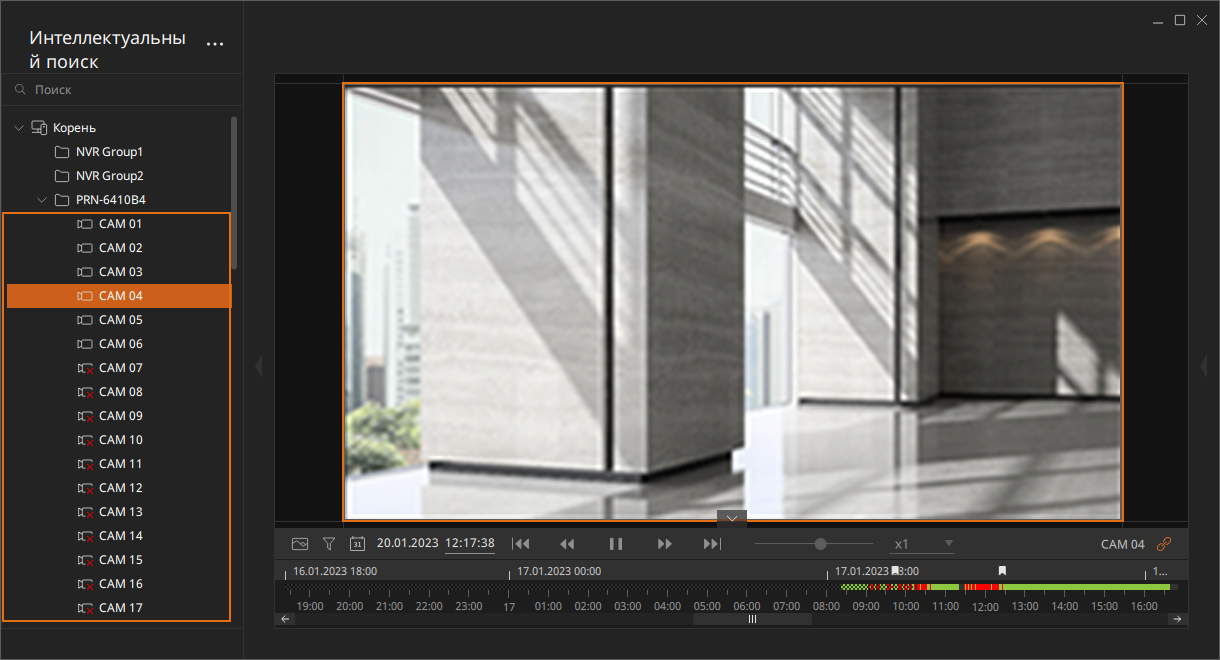 Интеллектуальны
й поиск
...
Поиск
Корень
NVR Group1
NVR Group2
PRN-6410B4
CAM 01
CAM 02
CAM 03
CAM 04
CAM 05
CAM 06
CAM 07
CAM 08
CAM 09
CAM 10
CAM 11
CAM 12
CAM 13
CAM 14
CAM 15
CAM 16
CAM 17
31 20.01.2023 12:17:38 x1 CAM 04
16.01.2023 18:00 17.01.2023 00:00 17.01.2023 :00 1...
19:00 20:00 21:00 22:00 23:00 17 01:00 02:00 03:00 04:00 05:00 06:00 07:00 08:00 09:00 10:00 11:00 12:00 13:00 14:00 15:00 16:00